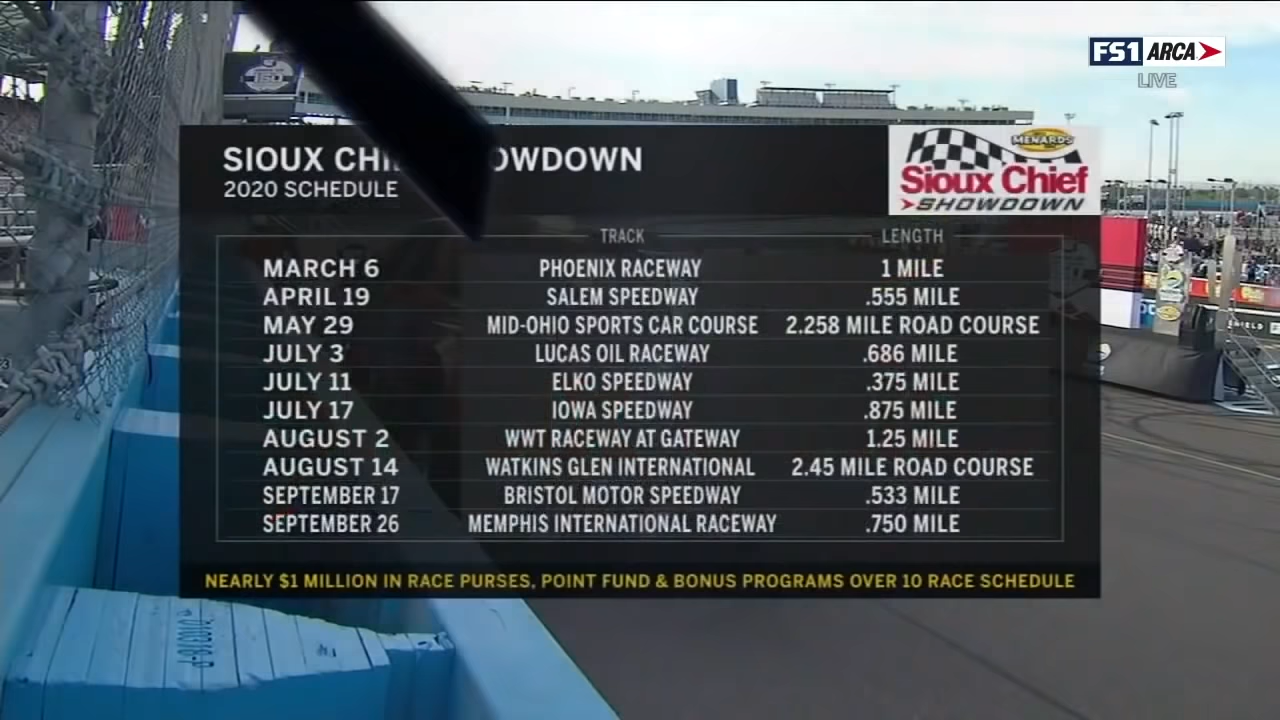 FS1 ARCA
LIVE
SIOUX CHI OWDOWN
2020 SCHEDULE
MENARDS
Sioux Chief
SHOWDOWN
TRACK LENGTH
MARCH 6 PHOENIX RACEWAY 1 MILE
APRIL 19 SALEM SPEEDWAY .555 MILE
MAY 29 MID-OHIO SPORTS CAR COURSE 2.258 MILE ROAD COURSE
JULY 3 LUCAS OIL RACEWAY .686 MILE
JULY 11 ELKO SPEEDWAY .375 MILE
JULY 17 IOWA SPEEDWAY .875 MILE
AUGUST 2 WWT RACEWAY AT GATEWAY 1.25 MILE
AUGUST 14 WATKINS GLEN INTERNATIONAL 2.45 MILE ROAD COURSE
SEPTEMBER 17 BRISTOL MOTOR SPEEDWAY .533 MILE
SEPTEMBER 26 MEMPHIS INTERNATIONAL RACEWAY .750 MILE
NEARLY $1 MILLION IN RACE PURSES, POINT FUND & BONUS PROGRAMS OVER 10 RACE SCHEDULE